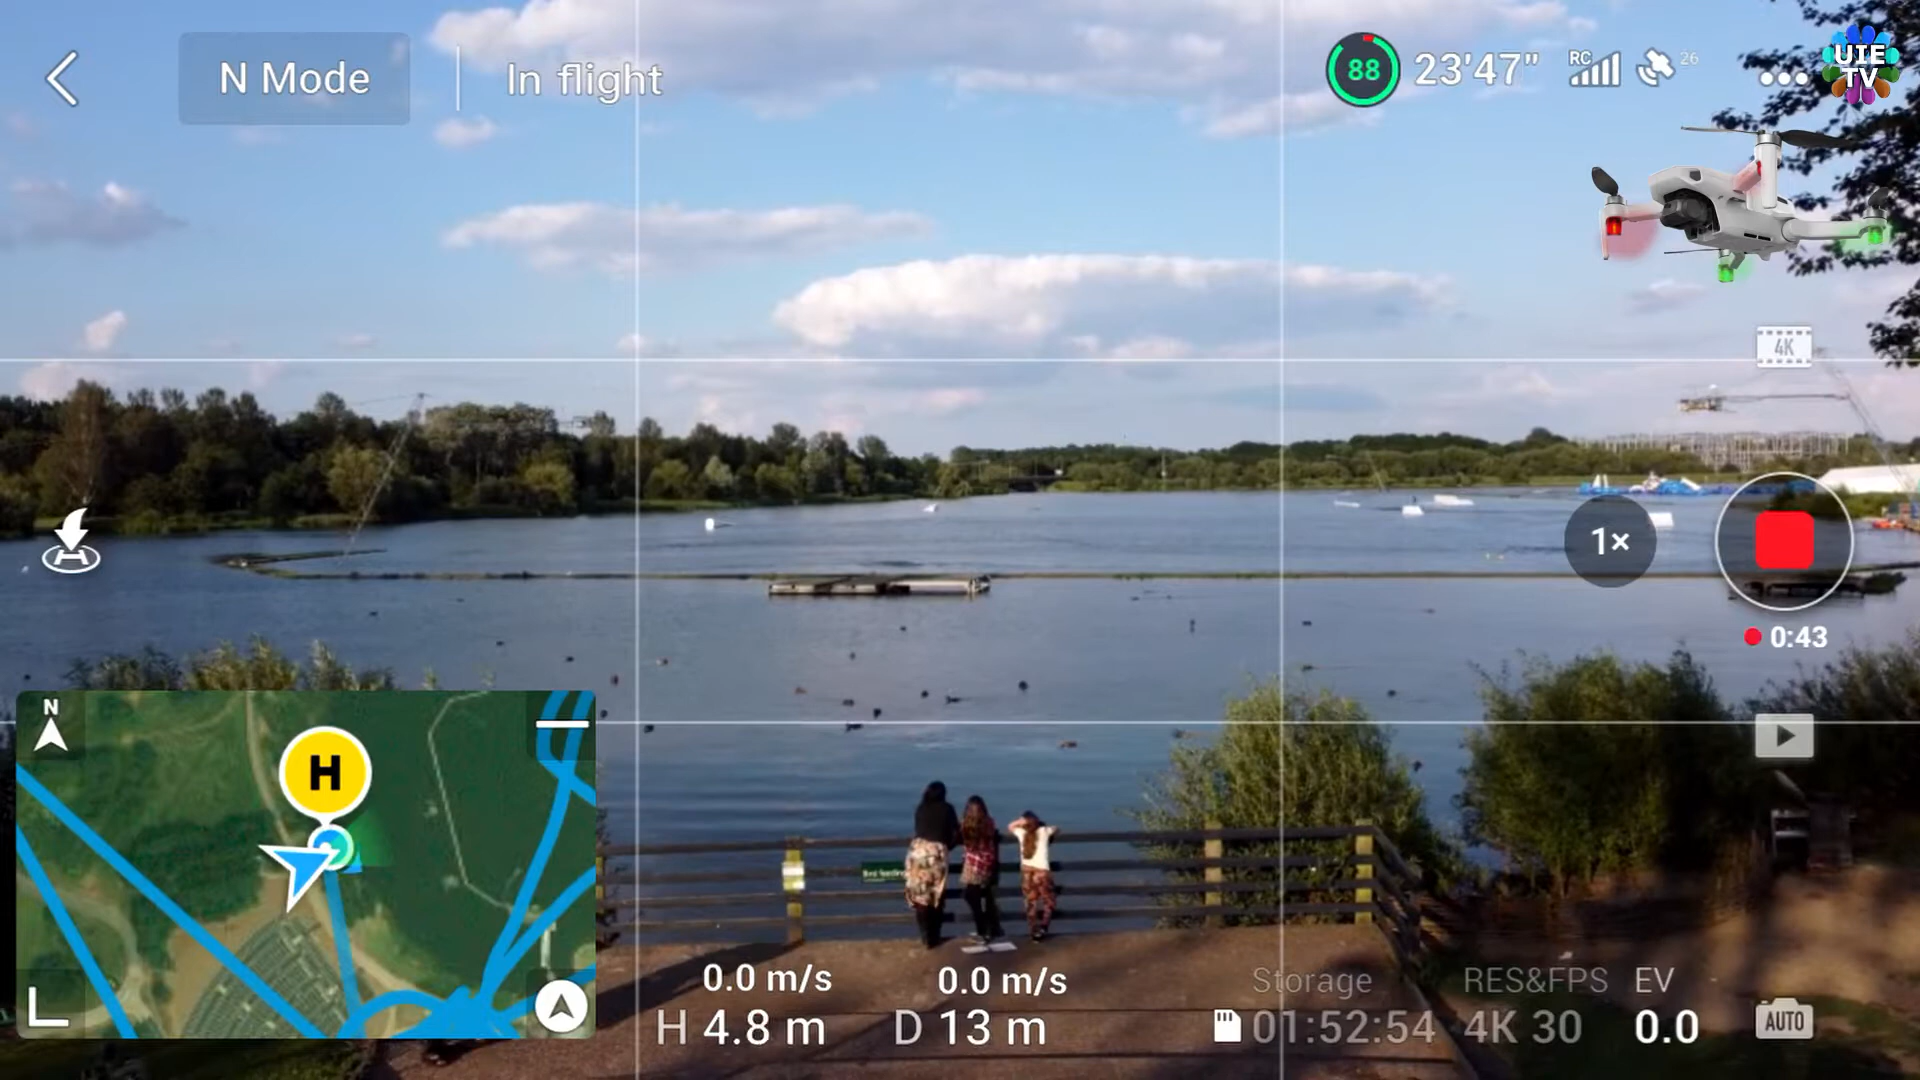 N Mode
In flight
88
23'47"
RC
26
UIE
TV
4K
1×
0:43
N
H
0.0 m/s
0.0 m/s
H 4.8 m
D 13 m
Storage
01:52:54
RES&FPS
4K 30
EV
0.0
AUTO